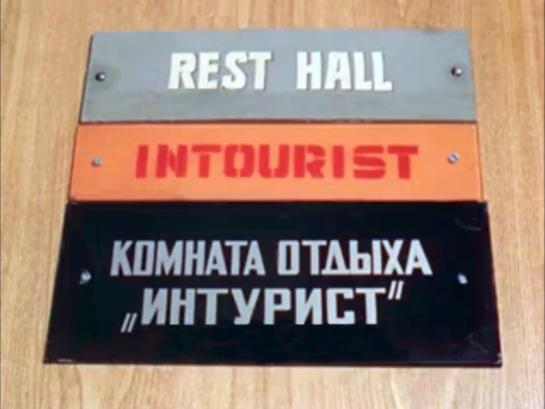 REST HALL
INTOURIST
КОМНАТА ОТДЫХА
„ИНТУРИСТ"